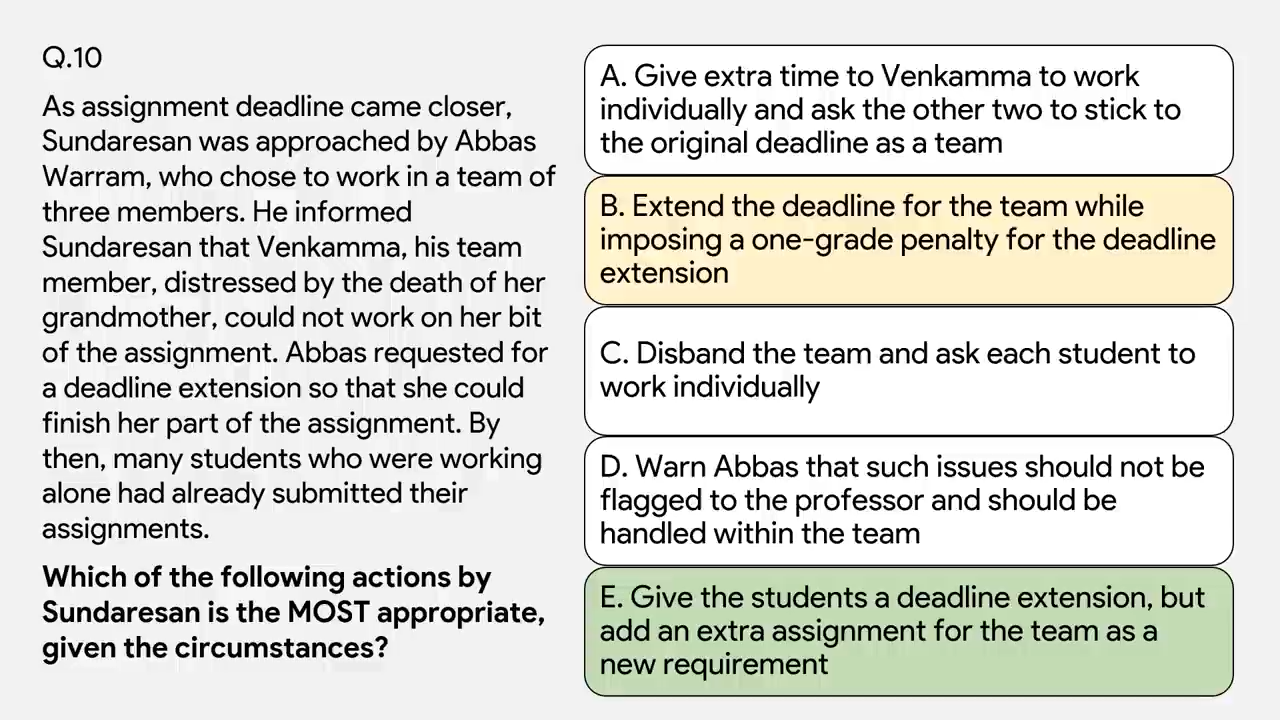 Q.10
As assignment deadline came closer,
Sundaresan was approached by Abbas
Warram, who chose to work in a team of
three members. He informed
Sundaresan that Venkamma, his team
member, distressed by the death of her
grandmother, could not work on her bit
of the assignment. Abbas requested for
a deadline extension so that she could
finish her part of the assignment. By
then, many students who were working
alone had already submitted their
assignments.
Which of the following actions by
Sundaresan is the MOST appropriate,
given the circumstances?
A. Give extra time to Venkamma to work
individually and ask the other two to stick to
the original deadline as a team
B. Extend the deadline for the team while
imposing a one-grade penalty for the deadline
extension
C. Disband the team and ask each student to
work individually
D. Warn Abbas that such issues should not be
flagged to the professor and should be
handled within the team
E. Give the students a deadline extension, but
add an extra assignment for the team as a
new requirement